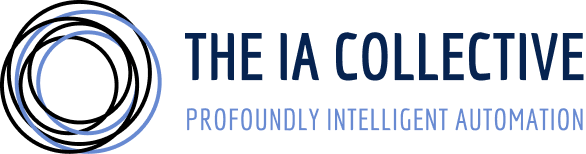 THE IA COLLECTIVE
PROFOUNDLY INTELLIGENT AUTOMATION